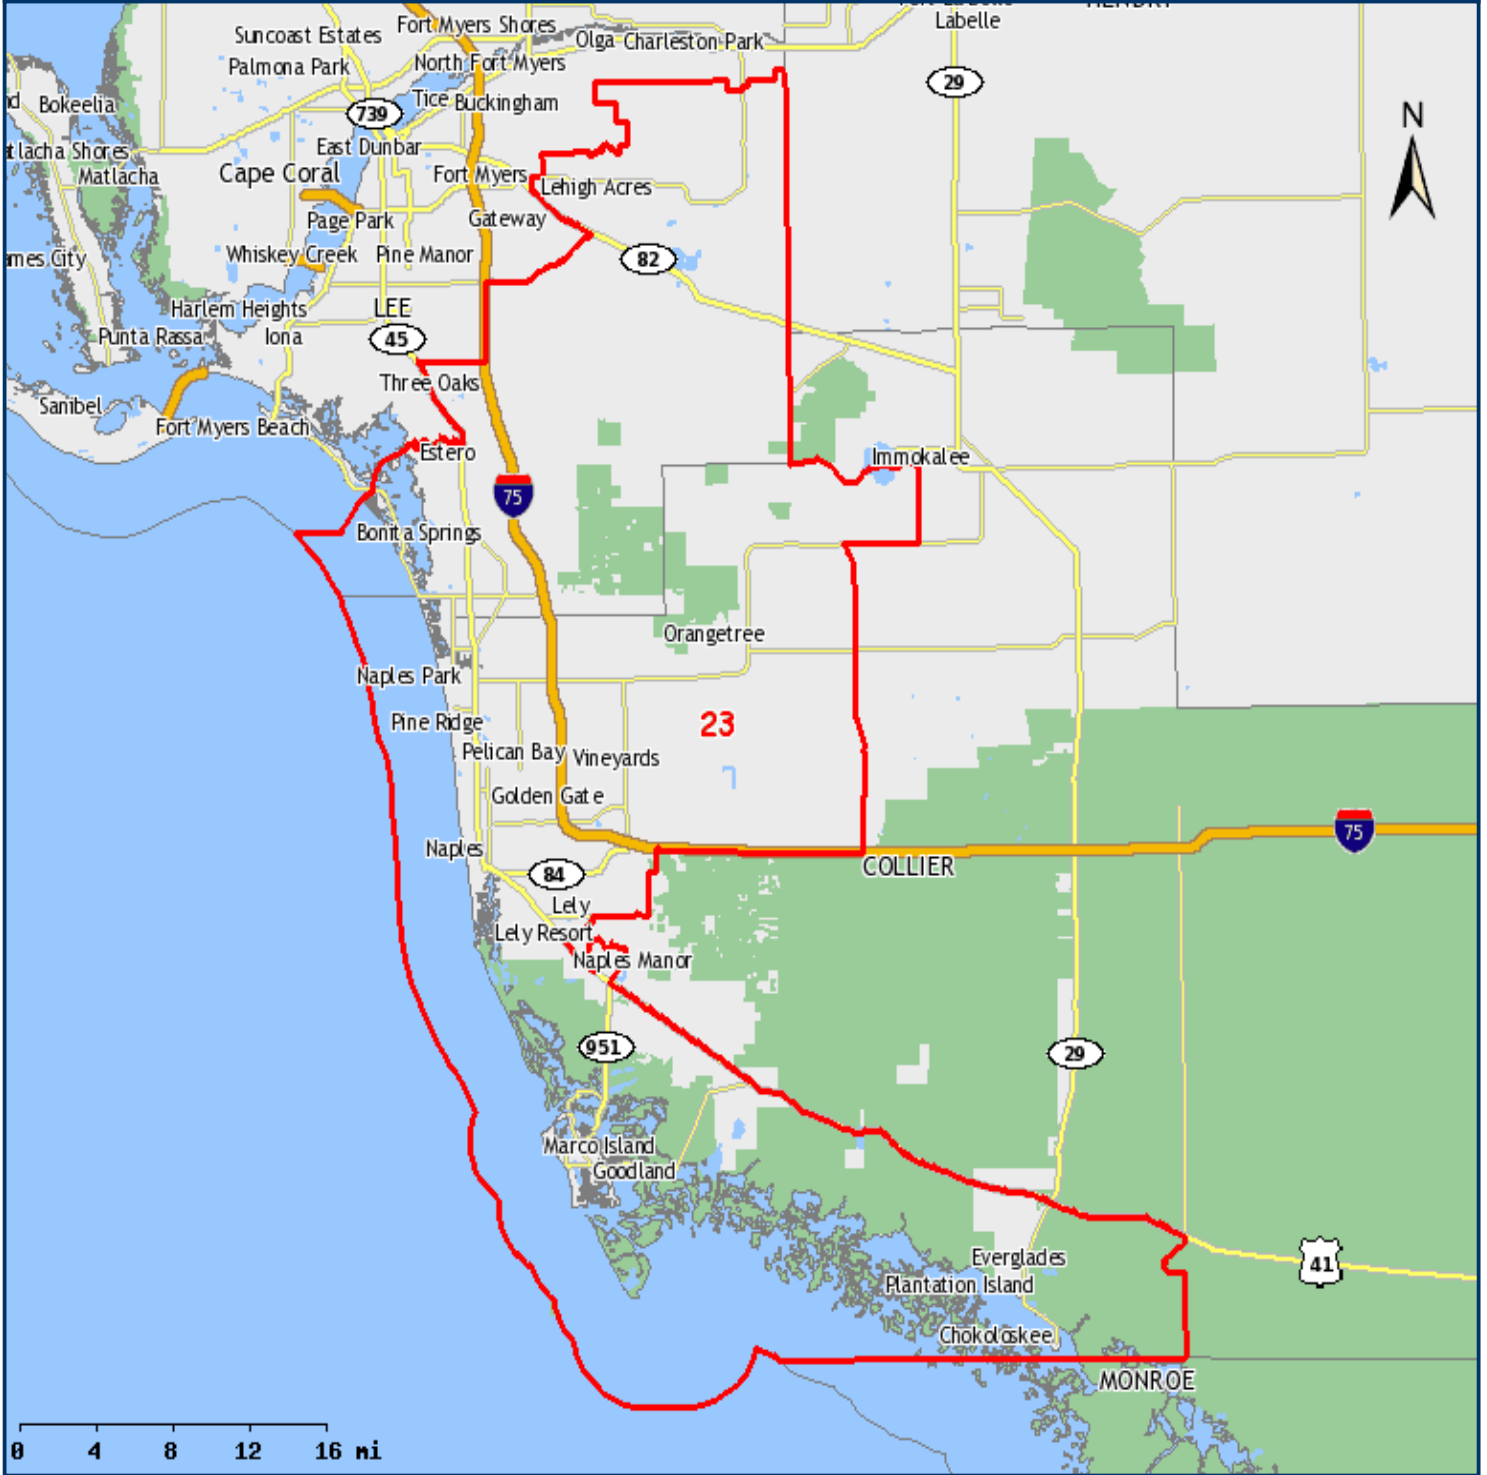 Labelle
Fort Myers Shores
Suncoast Estates
Olga
Charleston Park
Palmona Park
North Fort Myers
29
Bokeelia
Tice
Buckingham
739
N
East Dunbar
Matlacha
Cape Coral
Fort Myers
Lehigh Acres
Page Park
Gateway
Whiskey Creek
Pine Manor
82
Harlem Heights
LEE
Punta Rassa
Iona
45
Three Oaks
Sanibel
Fort Myers Beach
Estero
Immokalee
75
Bonita Springs
Orangetree
Naples Park
Pine Ridge
23
Pelican Bay
Vineyards
Golden Gate
75
Naples
84
COLLIER
Lely
Lely Resort
Naples Manor
951
29
Marco Island
Goodland
Everglades
41
Plantation Island
Chokoloskee
MONROE
0 4 8 12 16 mi